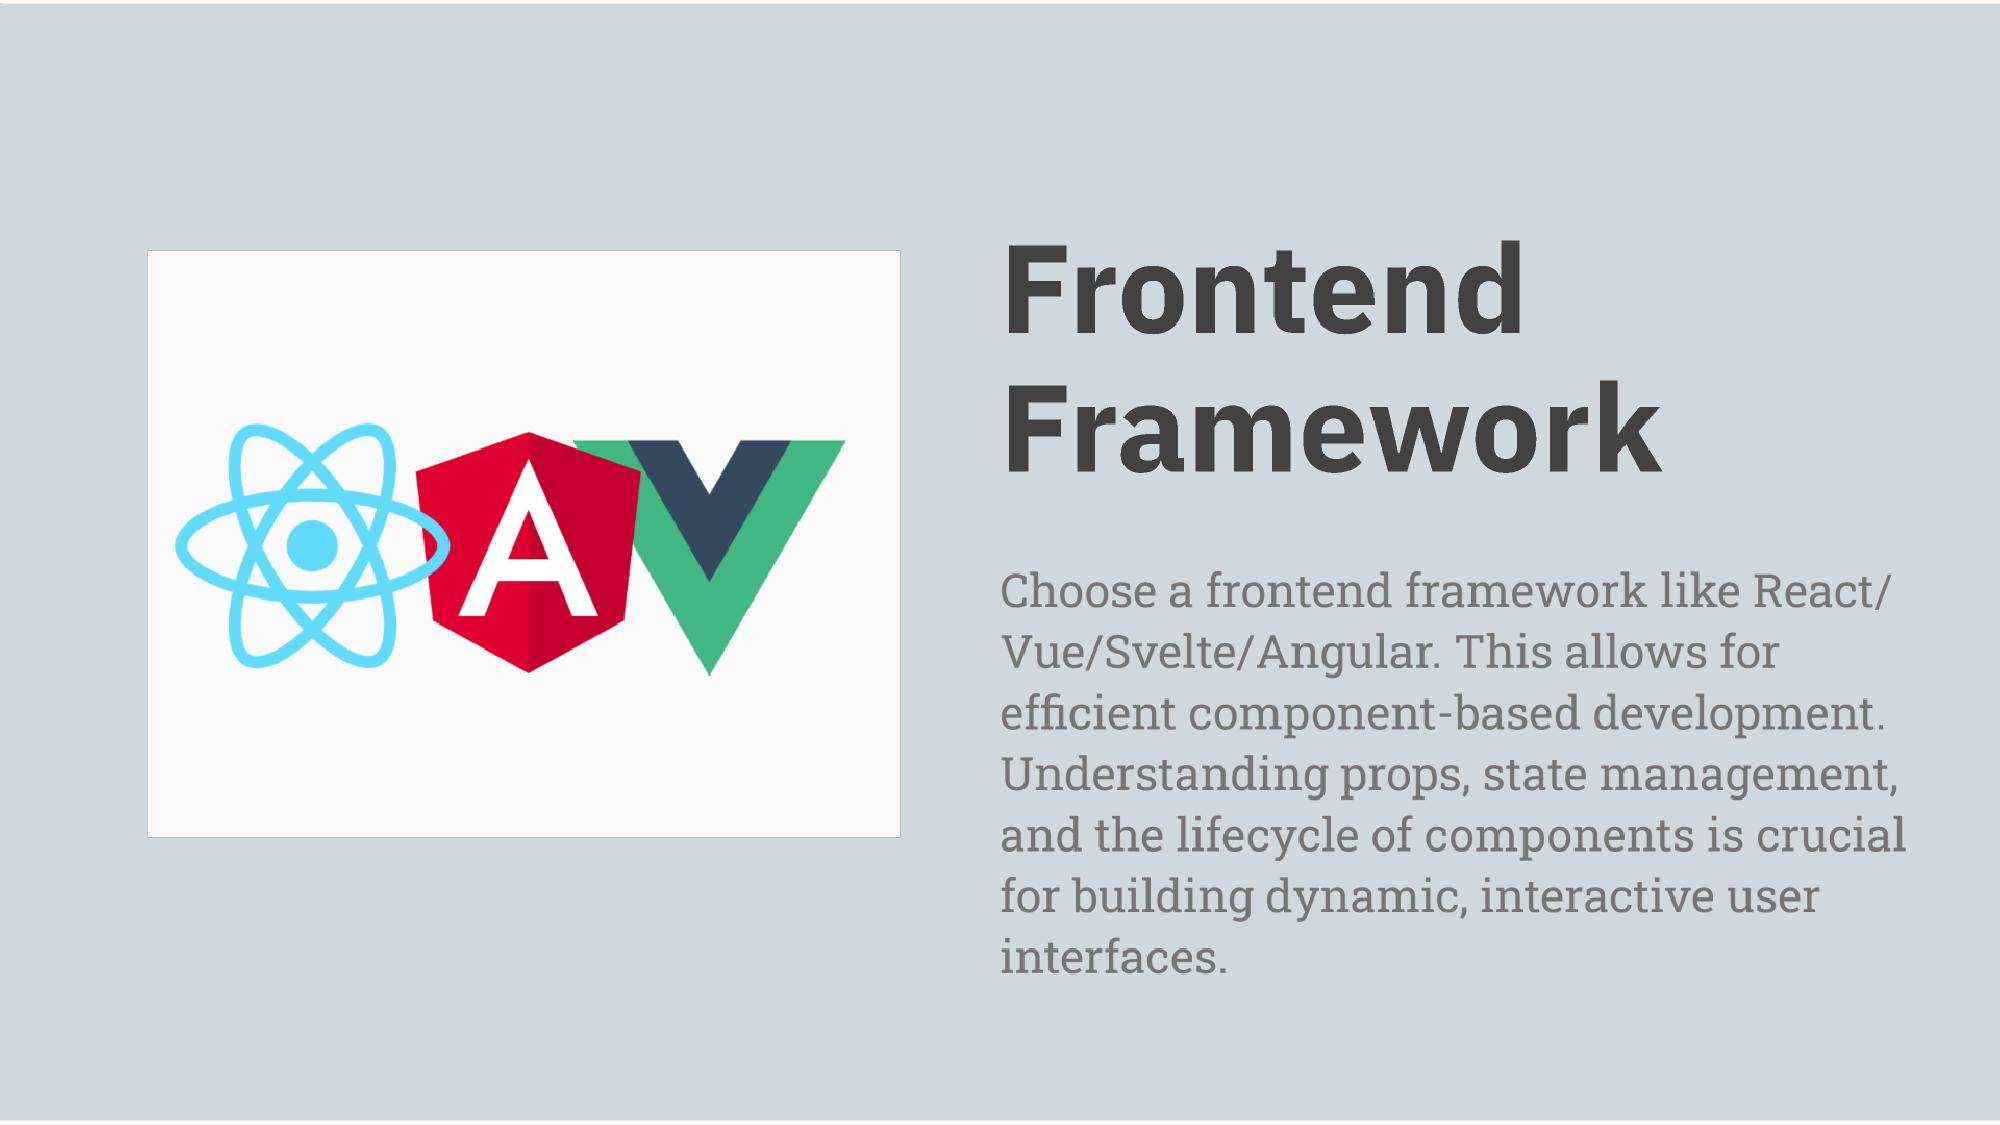 A
Frontend
Framework
Choose a frontend framework like React/
Vue/Svelte/Angular. This allows for
efficient component-based development.
Understanding props, state management,
and the lifecycle of components is crucial
for building dynamic, interactive user
interfaces.